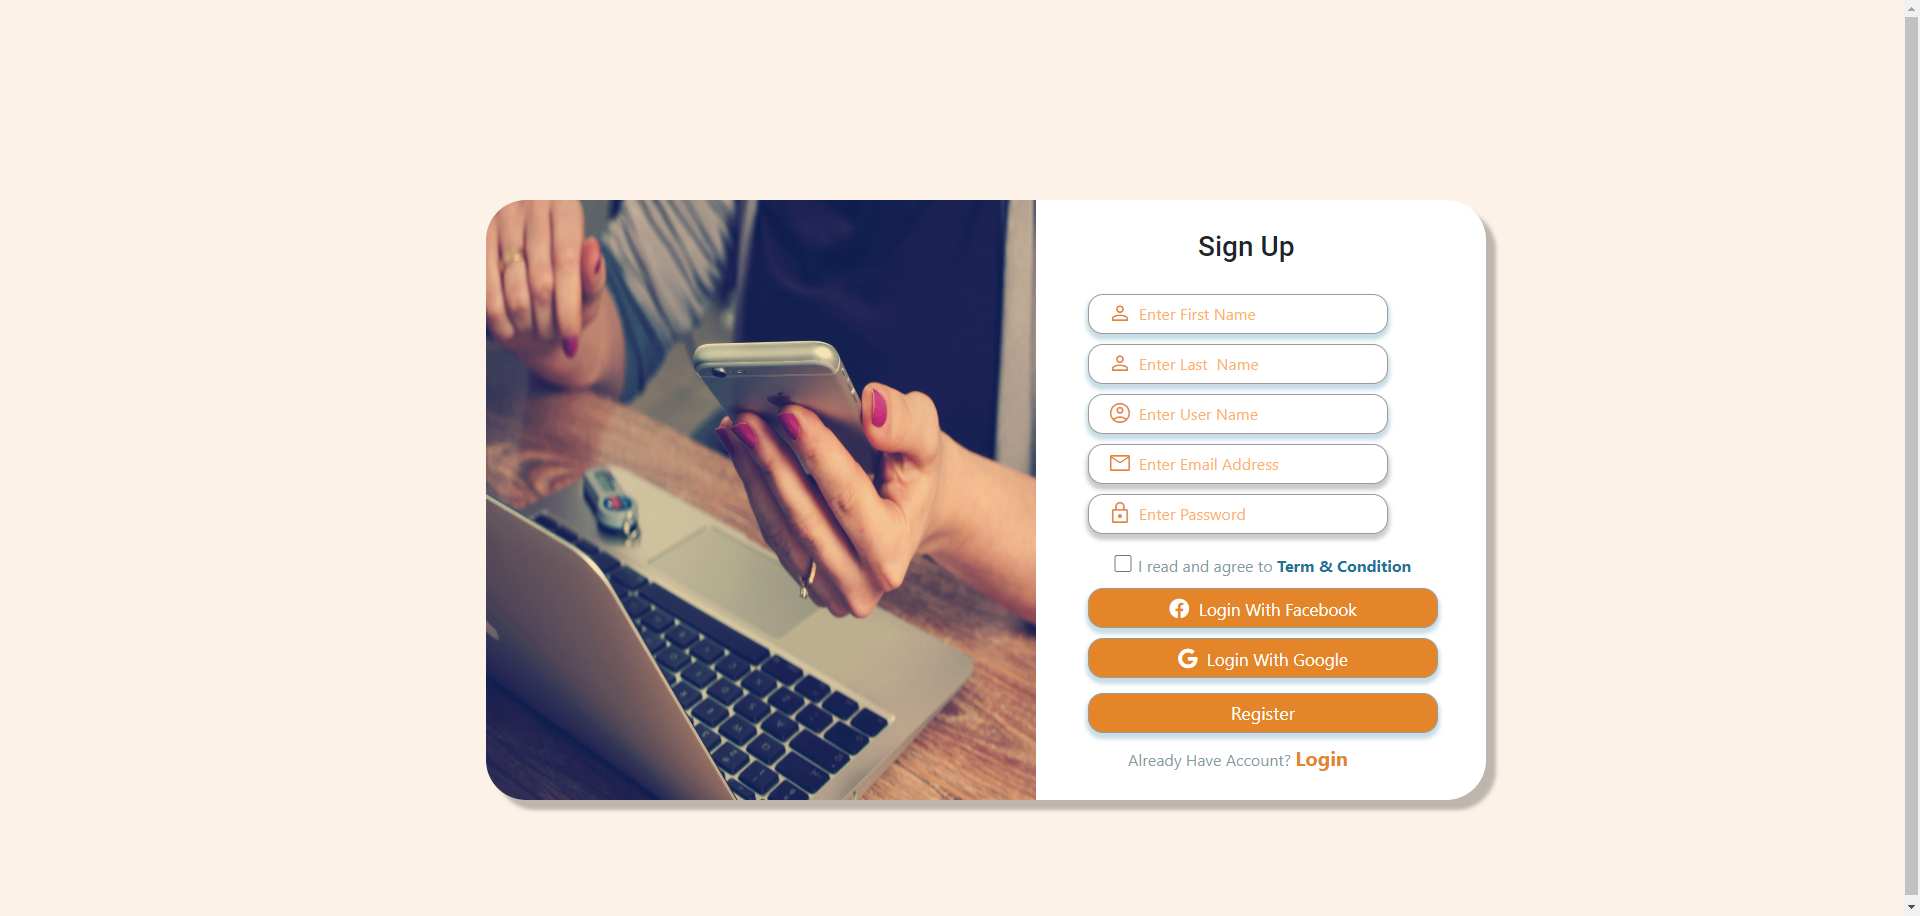 Sign Up
Enter First Name
Enter Last  Name
Enter User Name
Enter Email Address
Enter Password
I read and agree to Term & Condition
Login With Facebook
Login With Google
Register
Already Have Account? Login